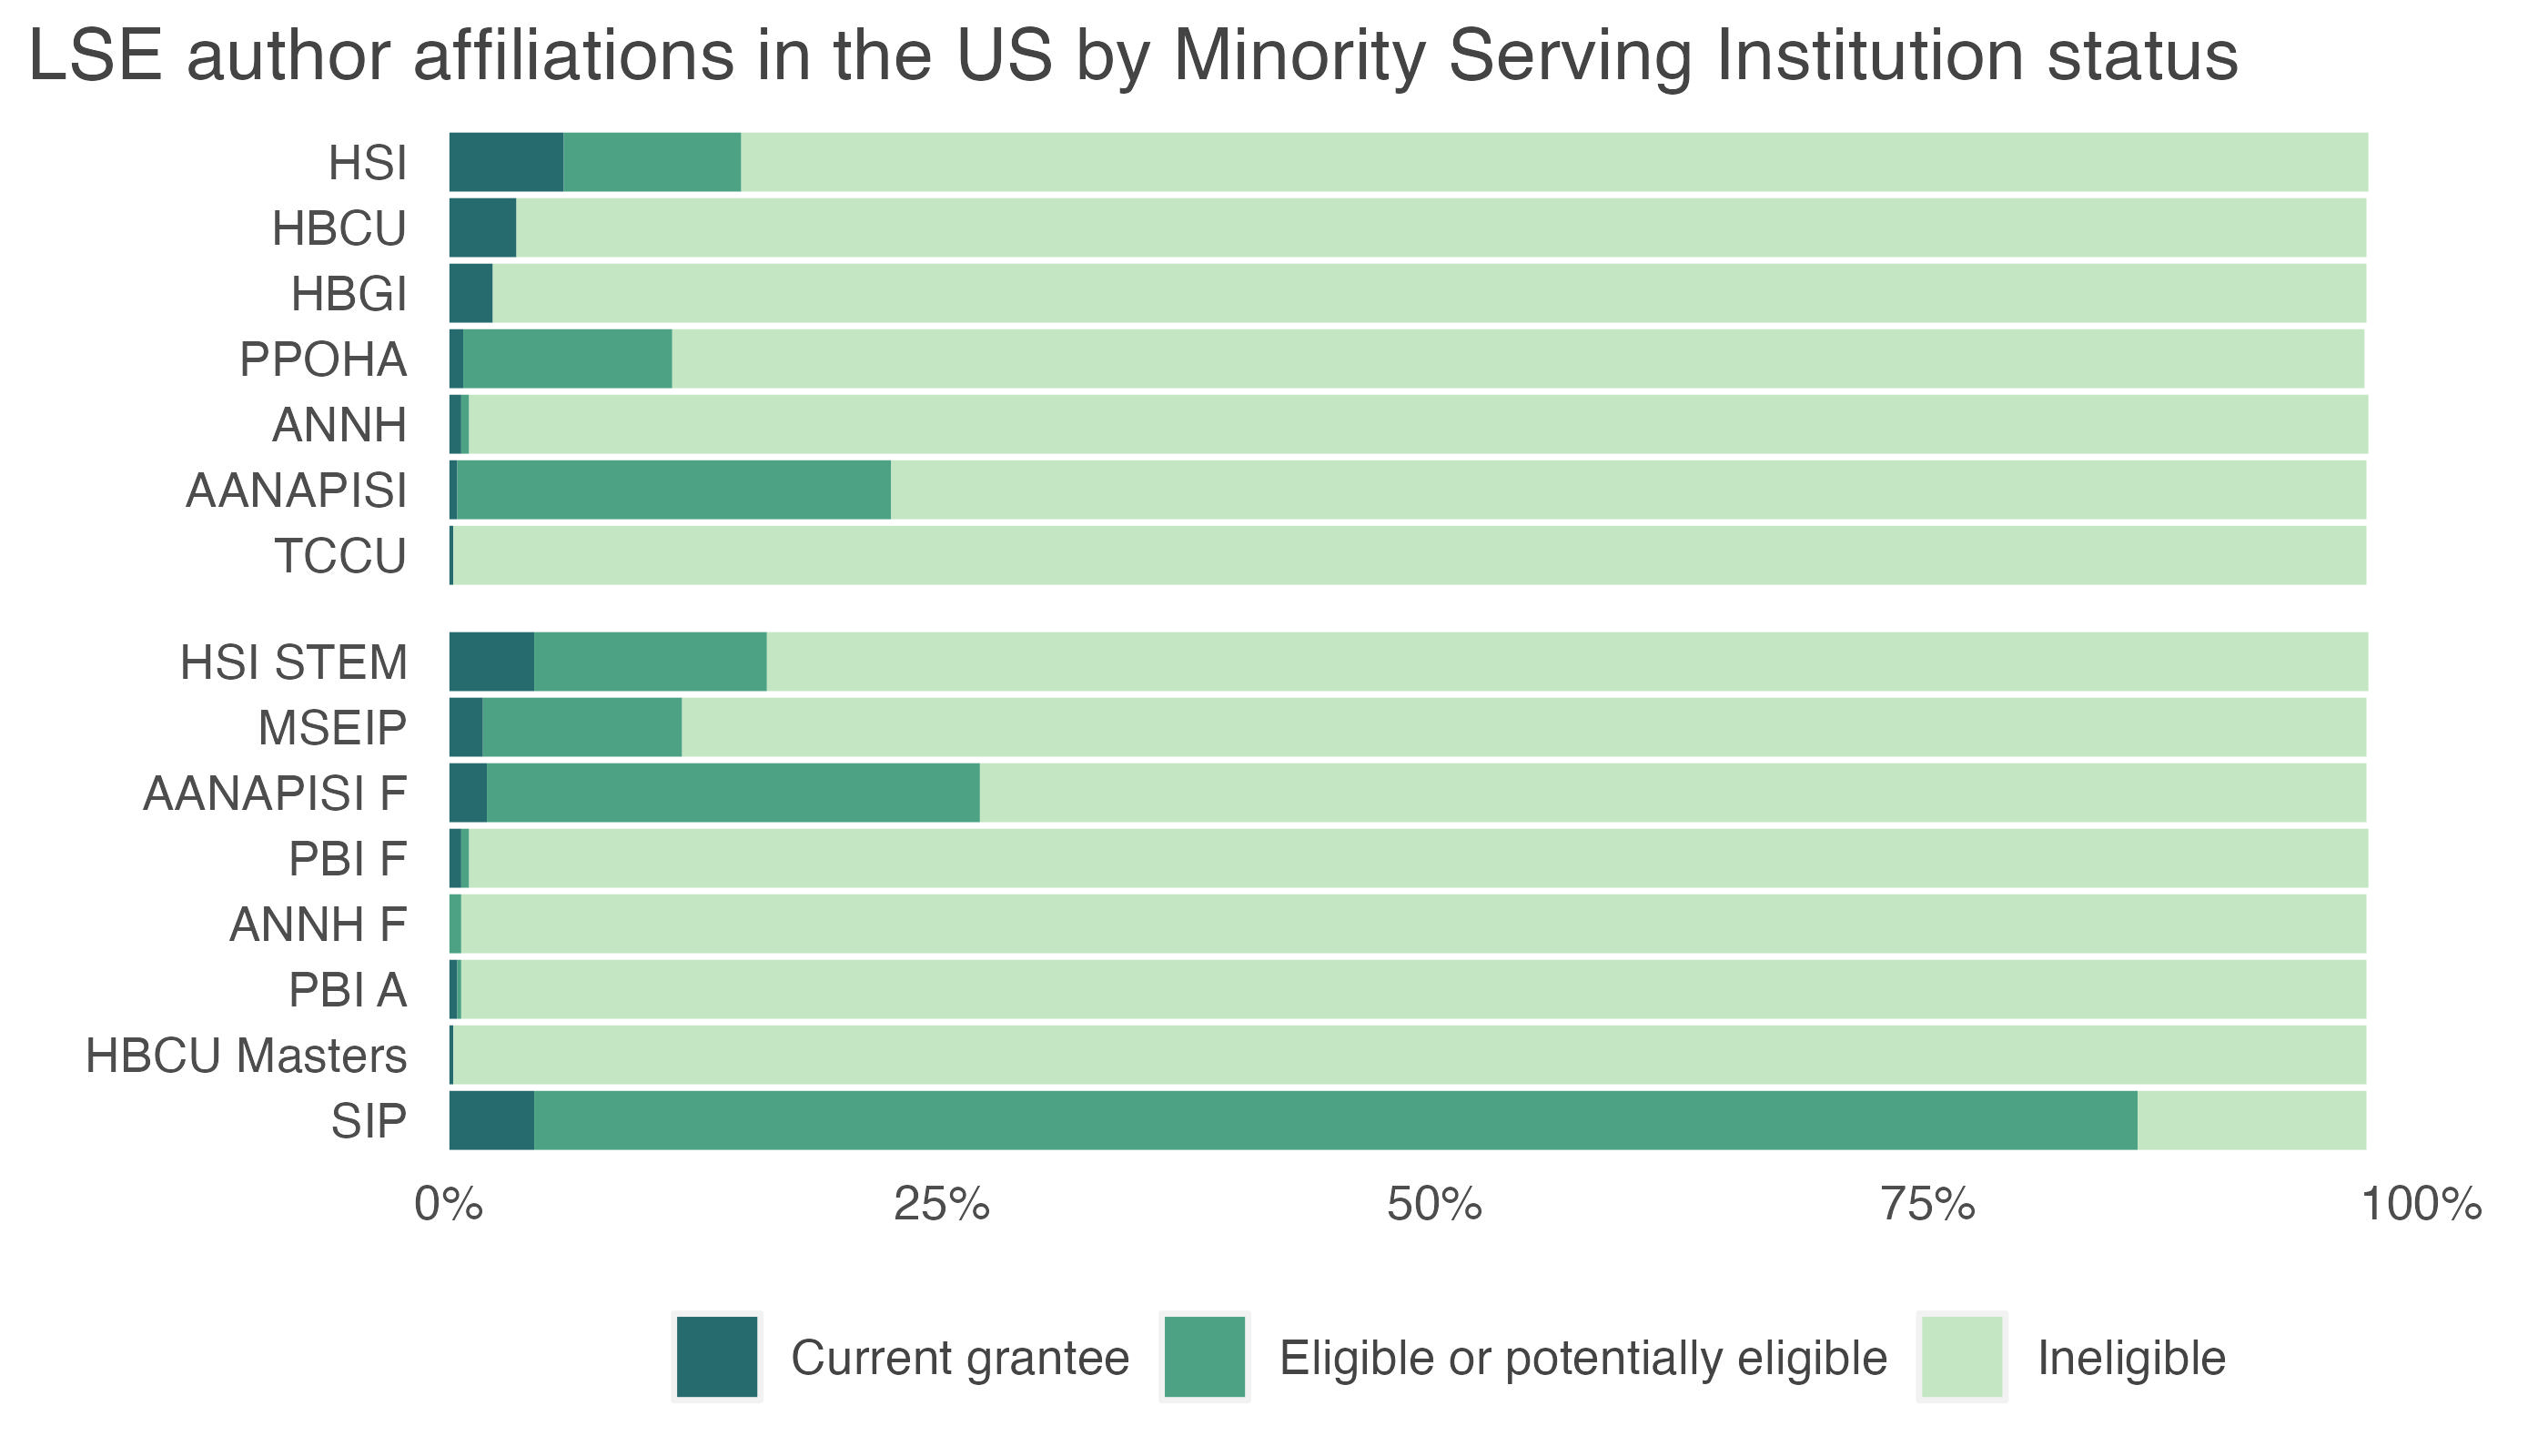 LSE author affiliations in the US by Minority Serving Institution status
HSI
HBCU
HBGI
PPOHA
ANNH
AANAPISI
TCCU
HSI STEM
MSEIP
AANAPISI F
PBI F
ANNH F
PBI A
HBCU Masters
SIP
0% 25% 50% 75% 100%
Current grantee Eligible or potentially eligible Ineligible